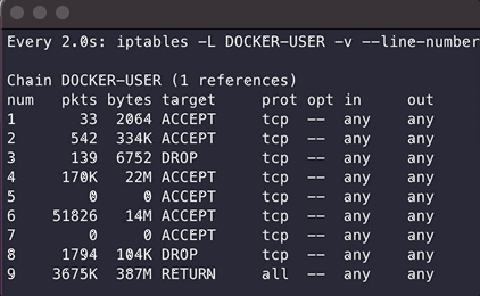 Every 2.0s: iptables -L DOCKER-USER -v --line-number
Chain DOCKER-USER (1 references)
num pkts bytes target prot opt in out
1 33 2064 ACCEPT tcp -- any any
2 542 334K ACCEPT tcp -- any any
3 139 6752 DROP tcp -- any any
4 170K 22M ACCEPT tcp -- any any
5 0 0 ACCEPT tcp -- any any
6 51826 14M ACCEPT tcp -- any any
7 0 0 ACCEPT tcp -- any any
8 1794 104K DROP tcp -- any any
9 3675K 387M RETURN all -- any any